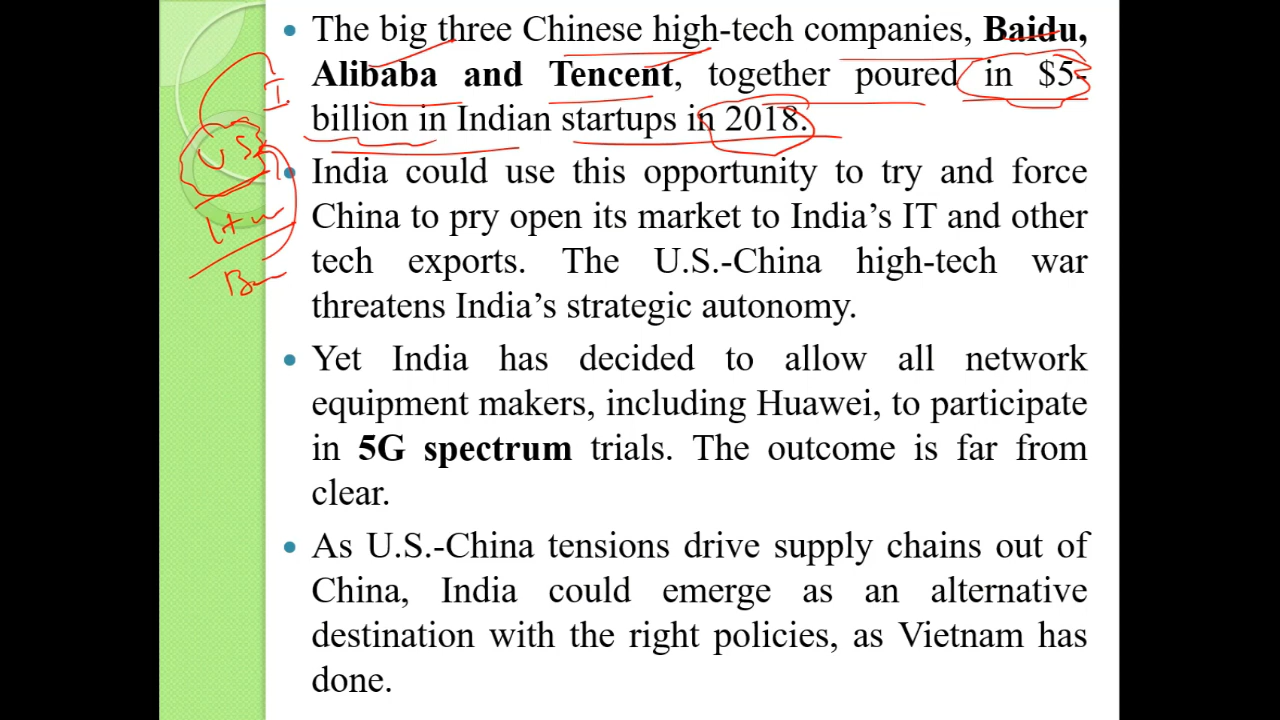 The big three Chinese high-tech companies, Baidu,
Alibaba and Tencent, together poured in $5-
billion in Indian startups in 2018.
India could use this opportunity to try and force
China to pry open its market to India's IT and other
tech exports. The U.S.-China high-tech war
threatens India's strategic autonomy.
Yet India has decided to allow all network
equipment makers, including Huawei, to participate
in 5G spectrum trials. The outcome is far from
clear.
As U.S.-China tensions drive supply chains out of
China, India could emerge as an alternative
destination with the right policies, as Vietnam has
done.
I.
US